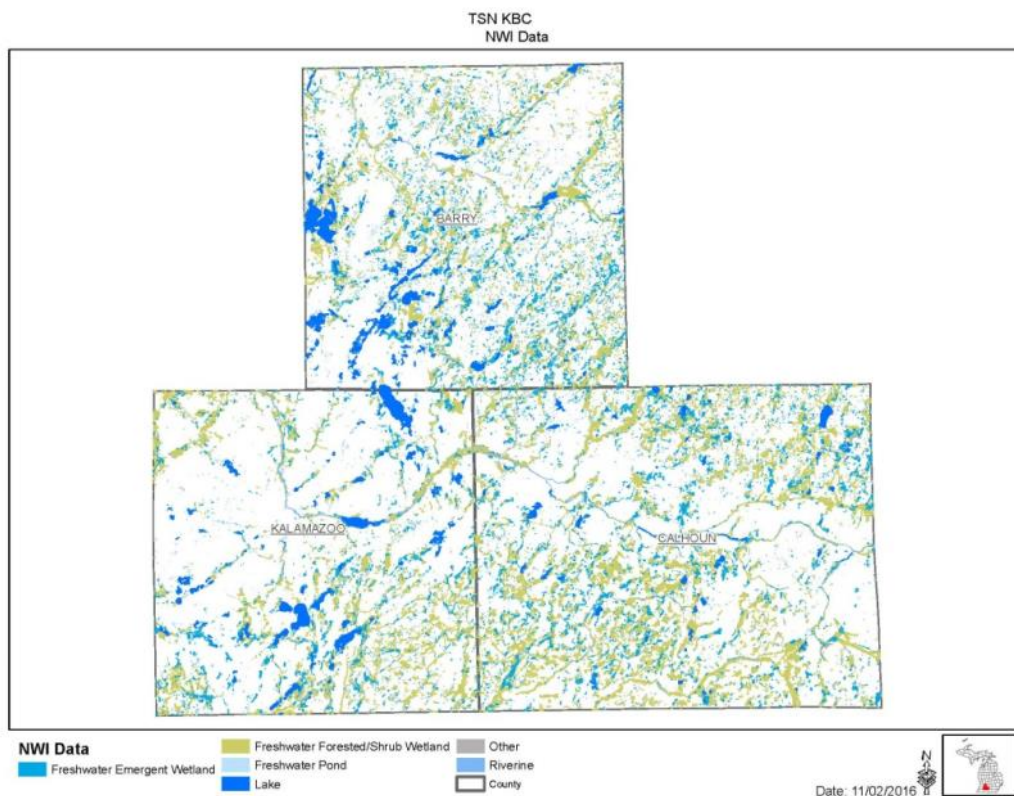 TSN KBC
NWI Data
BARRY
KALAMAZOO
CALHOUN
NWI Data
Freshwater Emergent Wetland
Freshwater Forested/Shrub Wetland
Freshwater Pond
Lake
Other
Riverine
County
Date: 11/02/2016
N